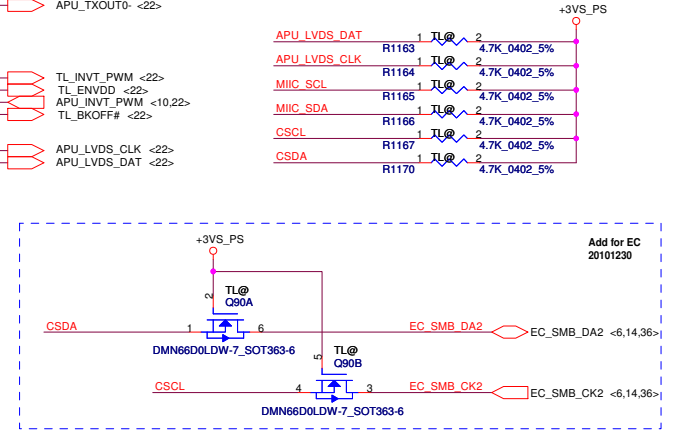 APU_TXOUT0- <22>
+3VS_PS
APU_LVDS_DAT 1 TL@ 2
R1163 4.7K_0402_5%
APU_LVDS_CLK 1 TL@ 2
R1164 4.7K_0402_5%
TL_INVT_PWM <22>
MIIC_SCL 1 TL@ 2
TL_ENVDD <22>
R1165 4.7K_0402_5%
APU_INVT_PWM <10,22>
MIIC_SDA 1 TL@ 2
TL_BKOFF# <22>
R1166 4.7K_0402_5%
CSCL 1 TL@ 2
R1167 4.7K_0402_5%
APU_LVDS_CLK <22>
CSDA 1 TL@ 2
APU_LVDS_DAT <22>
R1170 4.7K_0402_5%
+3VS_PS
Add for EC
20101230
2 TL@
Q90A
CSDA 1 6 EC_SMB_DA2 EC_SMB_DA2 <6,14,36>
DMN66D0LDW-7_SOT363-6
5 TL@
Q90B
CSCL 4 3 EC_SMB_CK2 EC_SMB_CK2 <6,14,36>
DMN66D0LDW-7_SOT363-6